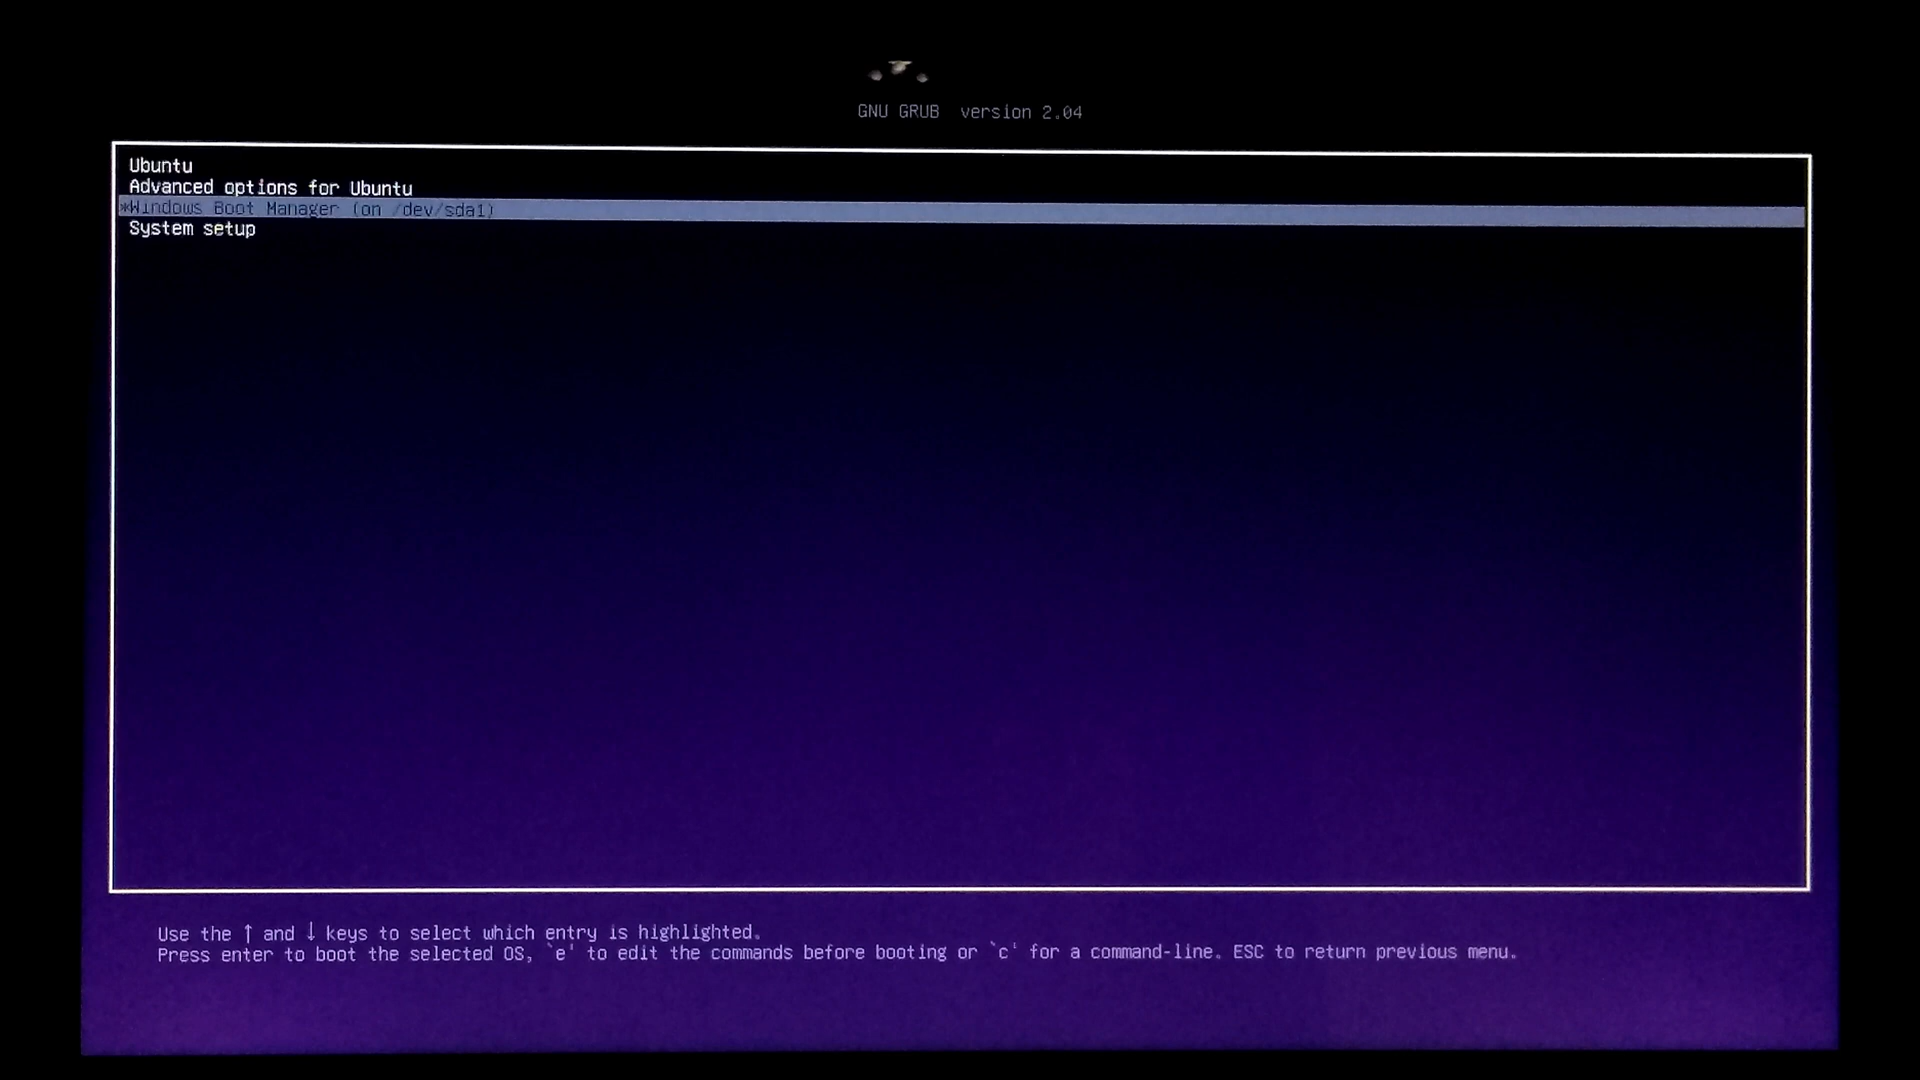 GNU GRUB  version 2.04
Ubuntu
Advanced options for Ubuntu
*Windows Boot Manager (on /dev/sda1)
System setup
Use the ↑ and ↓ keys to select which entry is highlighted.
Press enter to boot the selected OS, `e' to edit the commands before booting or `c' for a command-line. ESC to return previous menu.